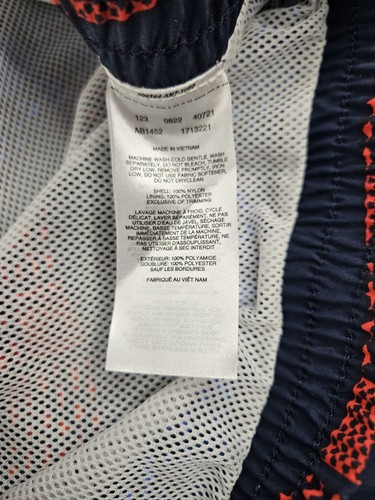 123 0822 40721
AB1452 1713221
MADE IN VIETNAM
MACHINE WASH COLD GENTLE, WASH
SEPARATELY, DO NOT BLEACH, TUMBLE
DRY LOW, REMOVE PROMPTLY, IRON
LOW, DO NOT USE FABRIC SOFTENER,
DO NOT DRYCLEAN
SHELL: 100% NYLON
LINING: 100% POLYESTER
EXCLUSIVE OF TRIMMING
LAVAGE MACHINE À FROID, CYCLE
DÉLICAT, LAVER SÉPARÉMENT, NE PAS
UTILISER D'EAU DE JAVEL, SÉCHAGE
MACHINE, BASSE TEMPÉRATURE, SORTIR
IMMÉDIATEMENT DE LA MACHINE,
REPASSER À BASSE TEMPÉRATURE, NE
PAS UTILISER D'ASSOUPLISSANT,
NETTOYAGE À SEC INTERDIT
EXTÉRIEUR: 100% POLYAMIDE
DOUBLURE: 100% POLYESTER
SAUF LES BORDURES
FABRIQUÉ AU VIÊT NAM